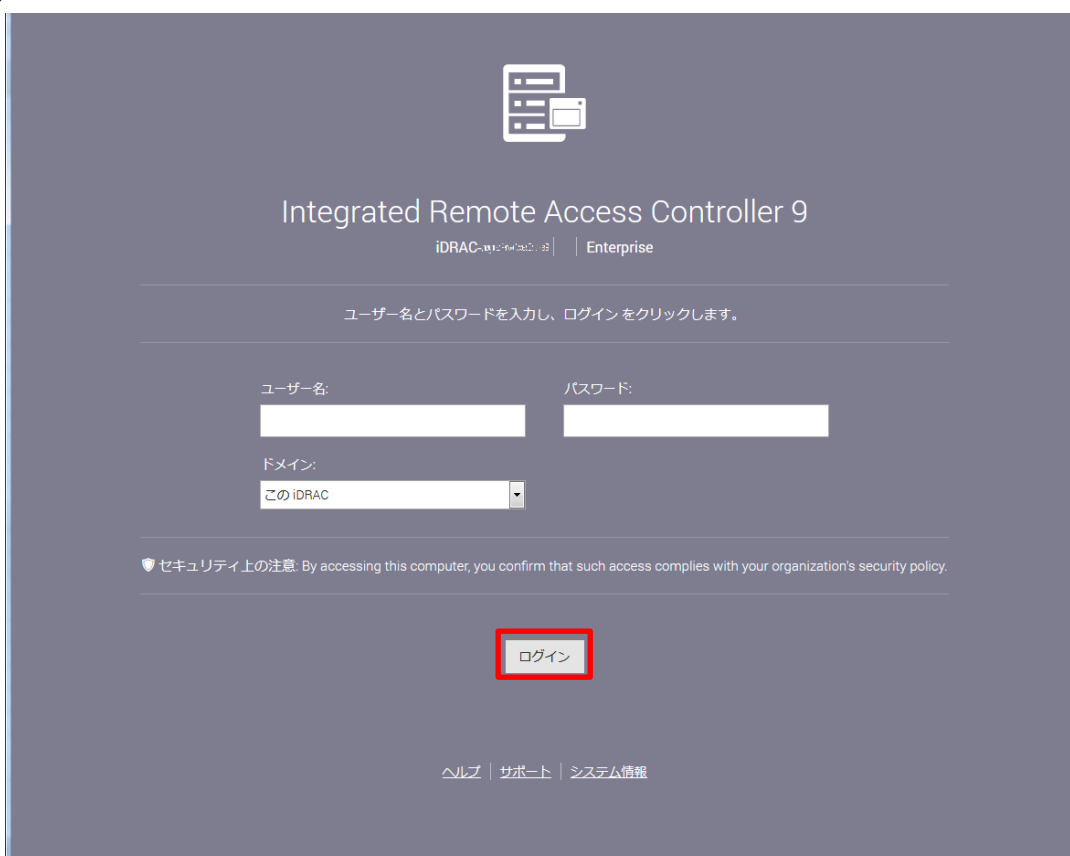 Integrated Remote Access Controller 9
iDRAC- | | Enterprise
ユーザー名とパスワードを入力し、ログイン をクリックします。
ユーザー名: パスワード:
ドメイン:
この iDRAC
セキュリティ上の注意: By accessing this computer, you confirm that such access complies with your organization's security policy.
ログイン
ヘルプ | サポート | システム情報